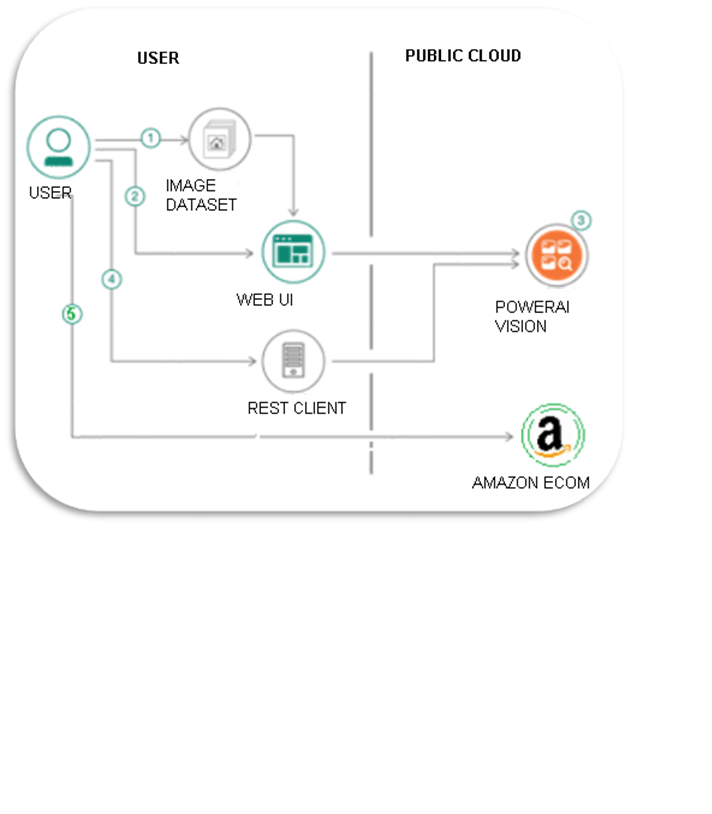 USER
PUBLIC CLOUD
1
USER
IMAGE
DATASET
2
3
4
WEB UI
POWERAI
VISION
5
REST CLIENT
a
AMAZON ECOM